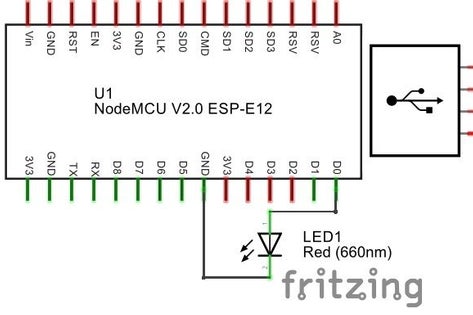 Vin GND RST EN 3V3 GND CLK SD0 CMD SD1 SD2 SD3 RSV RSV A0
U1
NodeMCU V2.0 ESP-E12
3V3 GND TX RX D8 D7 D6 D5 GND 3V3 D4 D3 D2 D1 D0
1
LED1
Red (660nm)
2
fritzing